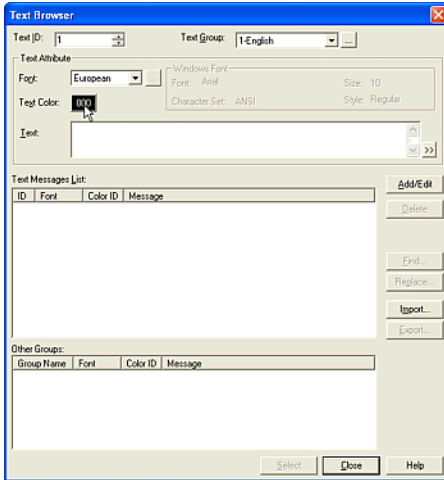 Text Browser
Text ID: 1 Text Group: 1-English ...
Text Attribute
Font: European ...
Windows Font
Font: Arial Size: 10
Text Color: 000
Character Set: ANSI Style: Regular
Text:
>>
Text Messages List:
ID Font Color ID Message
Add/Edit
Delete
Find...
Replace...
Import...
Export...
Other Groups:
Group Name Font Color ID Message
Select Close Help